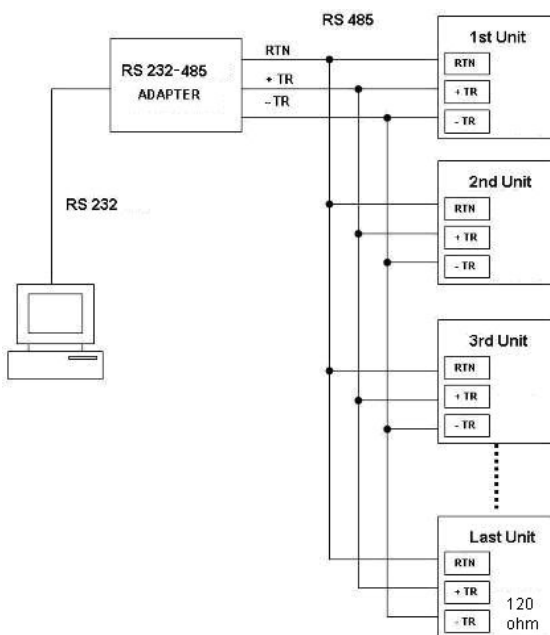 RS 485
RS 232-485
ADAPTER
RTN
+ TR
- TR
RS 232
1st Unit
RTN
+ TR
- TR
2nd Unit
RTN
+ TR
- TR
3rd Unit
RTN
+ TR
- TR
Last Unit
RTN
+ TR
- TR
120
ohm